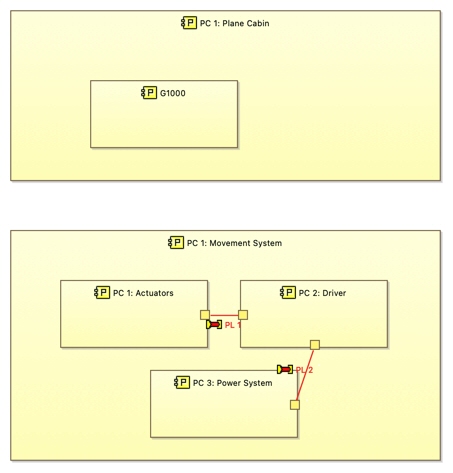 P PC 1: Plane Cabin
P G1000
P PC 1: Movement System
P PC 1: Actuators
P PC 2: Driver
PL 1
PL 2
P PC 3: Power System